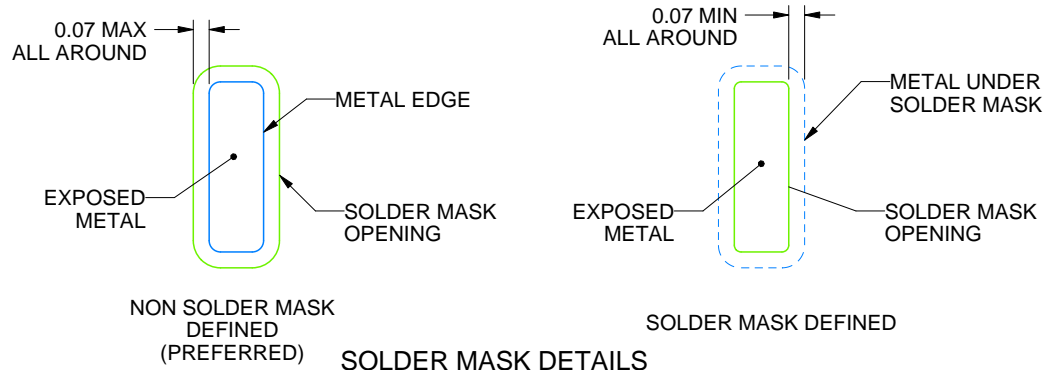 0.07 MAX
ALL AROUND
METAL EDGE
EXPOSED
METAL
SOLDER MASK
OPENING
NON SOLDER MASK
DEFINED
(PREFERRED)
0.07 MIN
ALL AROUND
METAL UNDER
SOLDER MASK
EXPOSED
METAL
SOLDER MASK
OPENING
SOLDER MASK DEFINED
SOLDER MASK DETAILS